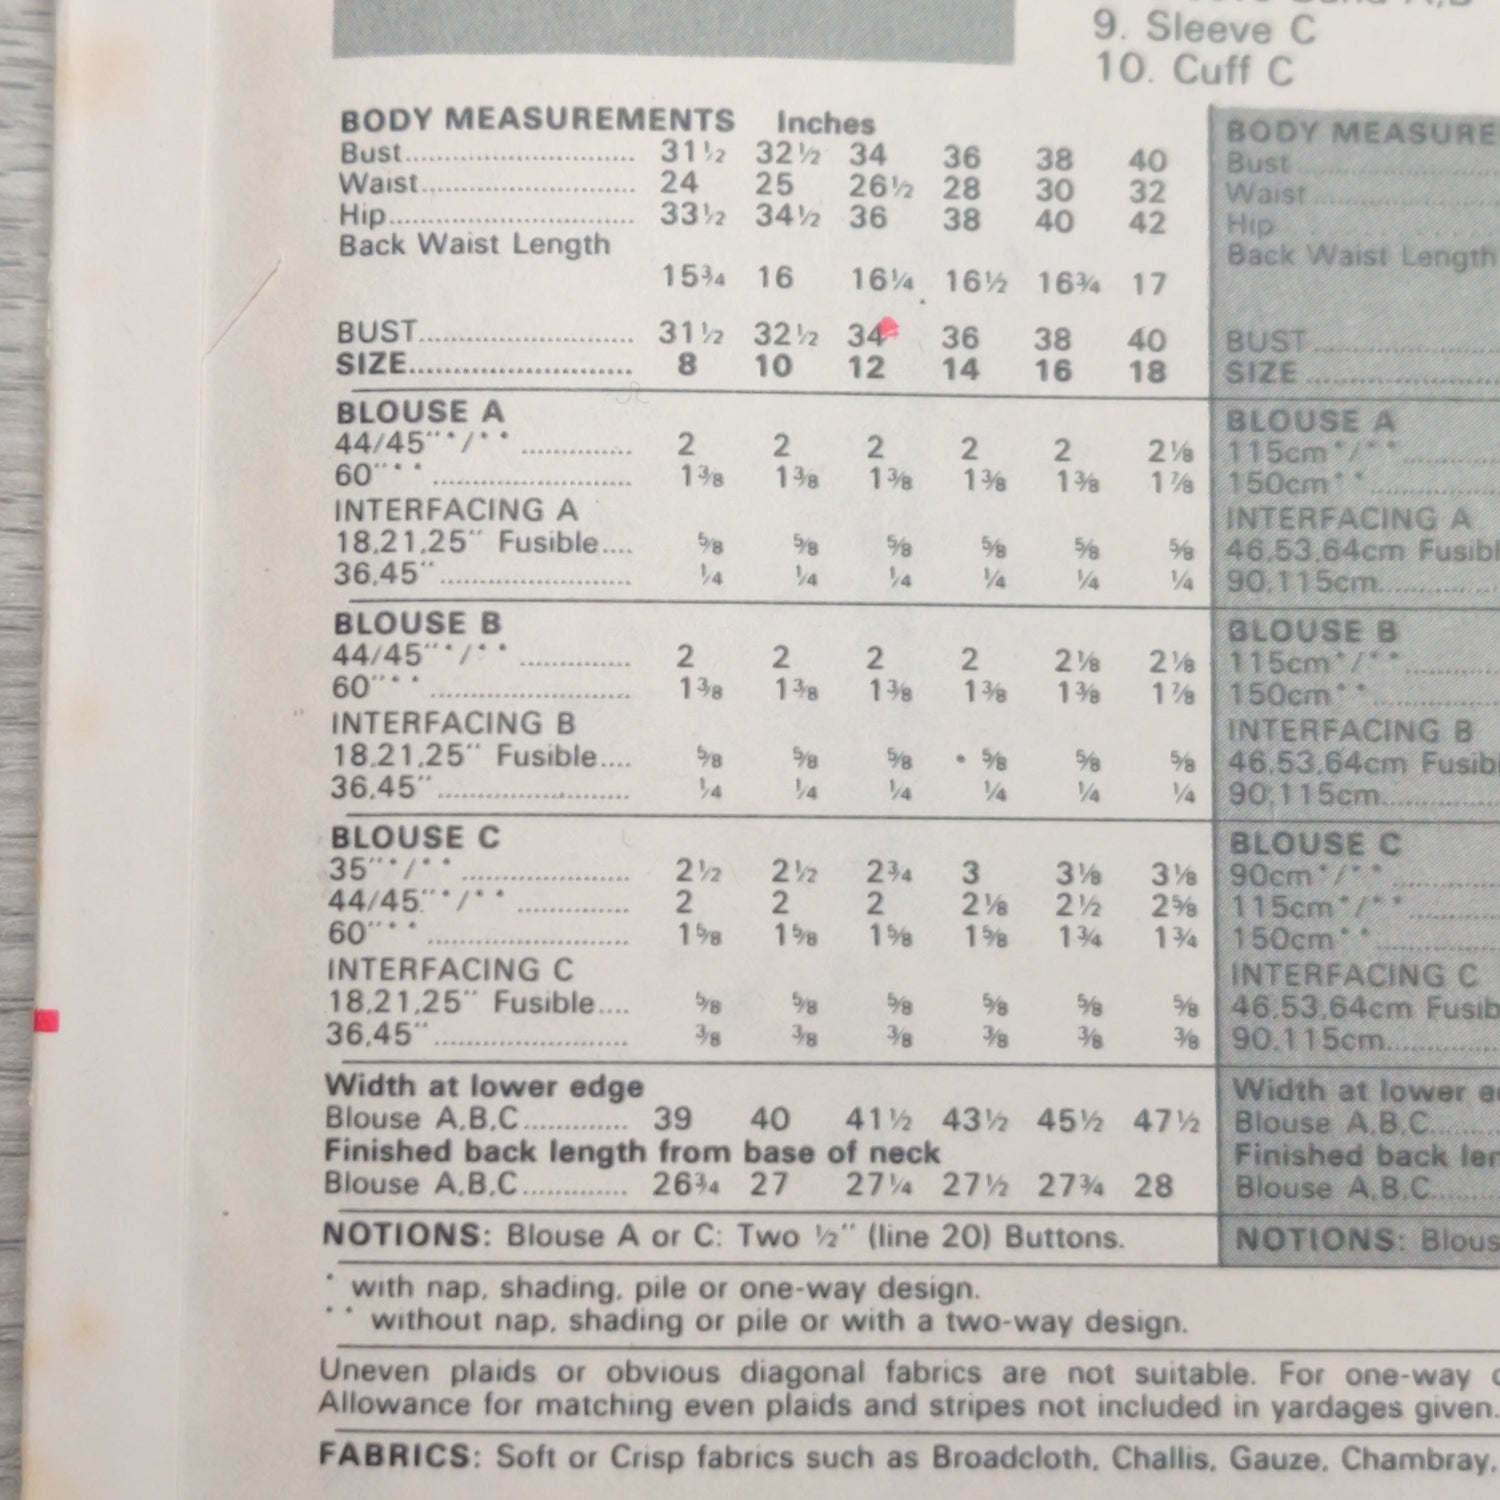 9. Sleeve C
10. Cuff C
BODY MEASUREMENTS Inches
Bust............................. 31½ 32½ 34 36 38 40
Waist........................... 24 25 26½ 28 30 32
Hip............................... 33½ 34½ 36 38 40 42
Back Waist Length
15¾ 16 16¼ 16½ 16¾ 17
BUST........................... 31½ 32½ 34 36 38 40
SIZE............................ 8 10 12 14 16 18
BLOUSE A
44/45"*/** .............. 2 2 2 2 2 2⅛
60"** ......................... 1⅜ 1⅜ 1⅜ 1⅜ 1⅜ 1⅞
INTERFACING A
18,21,25" Fusible.... ⅝ ⅝ ⅝ ⅝ ⅝ ⅝
36,45" ........................ ¼ ¼ ¼ ¼ ¼ ¼
BLOUSE B
44/45"*/** .............. 2 2 2 2 2⅛ 2⅛
60"** ......................... 1⅜ 1⅜ 1⅜ 1⅜ 1⅜ 1⅞
INTERFACING B
18,21,25" Fusible.... ⅝ ⅝ ⅝ ⅝ ⅝ ⅝
36,45" ........................ ¼ ¼ ¼ ¼ ¼ ¼
BLOUSE C
35"*/** ..................... 2½ 2½ 2¾ 3 3⅛ 3⅛
44/45"*/** .............. 2 2 2 2⅛ 2½ 2⅝
60"** ......................... 1⅝ 1⅝ 1⅝ 1⅝ 1¾ 1¾
INTERFACING C
18,21,25" Fusible.... ⅝ ⅝ ⅝ ⅝ ⅝ ⅝
36,45" ........................ ⅜ ⅜ ⅜ ⅜ ⅜ ⅜
Width at lower edge
Blouse A,B,C............. 39 40 41½ 43½ 45½ 47½
Finished back length from base of neck
Blouse A,B,C............. 26¾ 27 27¼ 27½ 27¾ 28
NOTIONS: Blouse A or C: Two ½" (line 20) Buttons.
* with nap, shading, pile or one-way design.
** without nap, shading or pile or with a two-way design.
Uneven plaids or obvious diagonal fabrics are not suitable. For one-way
Allowance for matching even plaids and stripes not included in yardages given.
FABRICS: Soft or Crisp fabrics such as Broadcloth, Challis, Gauze, Chambray,
BODY MEASURE
Bust
Waist
Hip
Back Waist Length
BUST
SIZE
BLOUSE A
115cm*/**
150cm**
INTERFACING A
46,53,64cm Fusibl
90,115cm
BLOUSE B
115cm*/**
150cm**
INTERFACING B
46,53,64cm Fusibl
90,115cm
BLOUSE C
90cm*/**
115cm*/**
150cm**
INTERFACING C
46,53,64cm Fusib
90,115cm
Width at lower e
Blouse A,B,C
Finished back len
Blouse A,B,C
NOTIONS: Blous